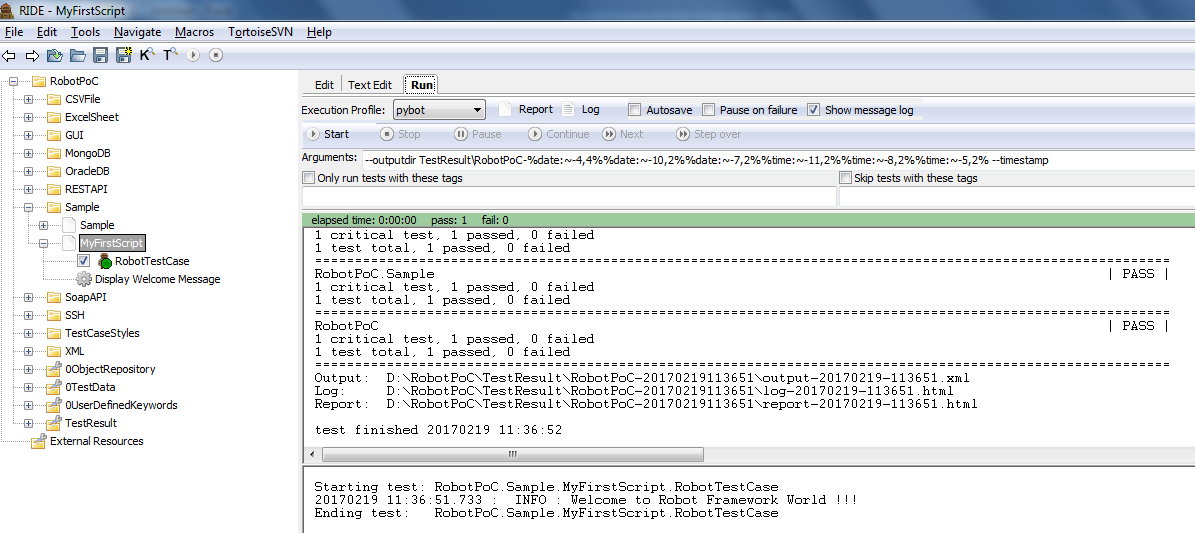 RIDE - MyFirstScript
File Edit Tools Navigate Macros TortoiseSVN Help
K T
RobotPoC
CSVFile
ExcelSheet
GUI
MongoDB
OracleDB
RESTAPI
Sample
Sample
MyFirstScript
RobotTestCase
Display Welcome Message
SoapAPI
SSH
TestCaseStyles
XML
0ObjectRepository
0TestData
0UserDefinedKeywords
TestResult
External Resources
Edit Text Edit Run
Execution Profile: pybot Report Log Autosave Pause on failure Show message log
Start Stop Pause Continue Next Step over
Arguments: --outputdir TestResult\RobotPoC-%date:~-4,4%%date:~-10,2%%date:~-7,2%%time:~-11,2%%time:~-8,2%%time:~-5,2% --timestamp
Only run tests with these tags Skip tests with these tags
elapsed time: 0:00:00 pass: 1 fail: 0
1 critical test, 1 passed, 0 failed
1 test total, 1 passed, 0 failed
==============================================================================
RobotPoC.Sample | PASS |
1 critical test, 1 passed, 0 failed
1 test total, 1 passed, 0 failed
==============================================================================
RobotPoC | PASS |
1 critical test, 1 passed, 0 failed
1 test total, 1 passed, 0 failed
==============================================================================
Output: D:\RobotPoC\TestResult\RobotPoC-20170219113651\output-20170219-113651.xml
Log: D:\RobotPoC\TestResult\RobotPoC-20170219113651\log-20170219-113651.html
Report: D:\RobotPoC\TestResult\RobotPoC-20170219113651\report-20170219-113651.html
test finished 20170219 11:36:52
Starting test: RobotPoC.Sample.MyFirstScript.RobotTestCase
20170219 11:36:51.733 : INFO : Welcome to Robot Framework World !!!
Ending test: RobotPoC.Sample.MyFirstScript.RobotTestCase